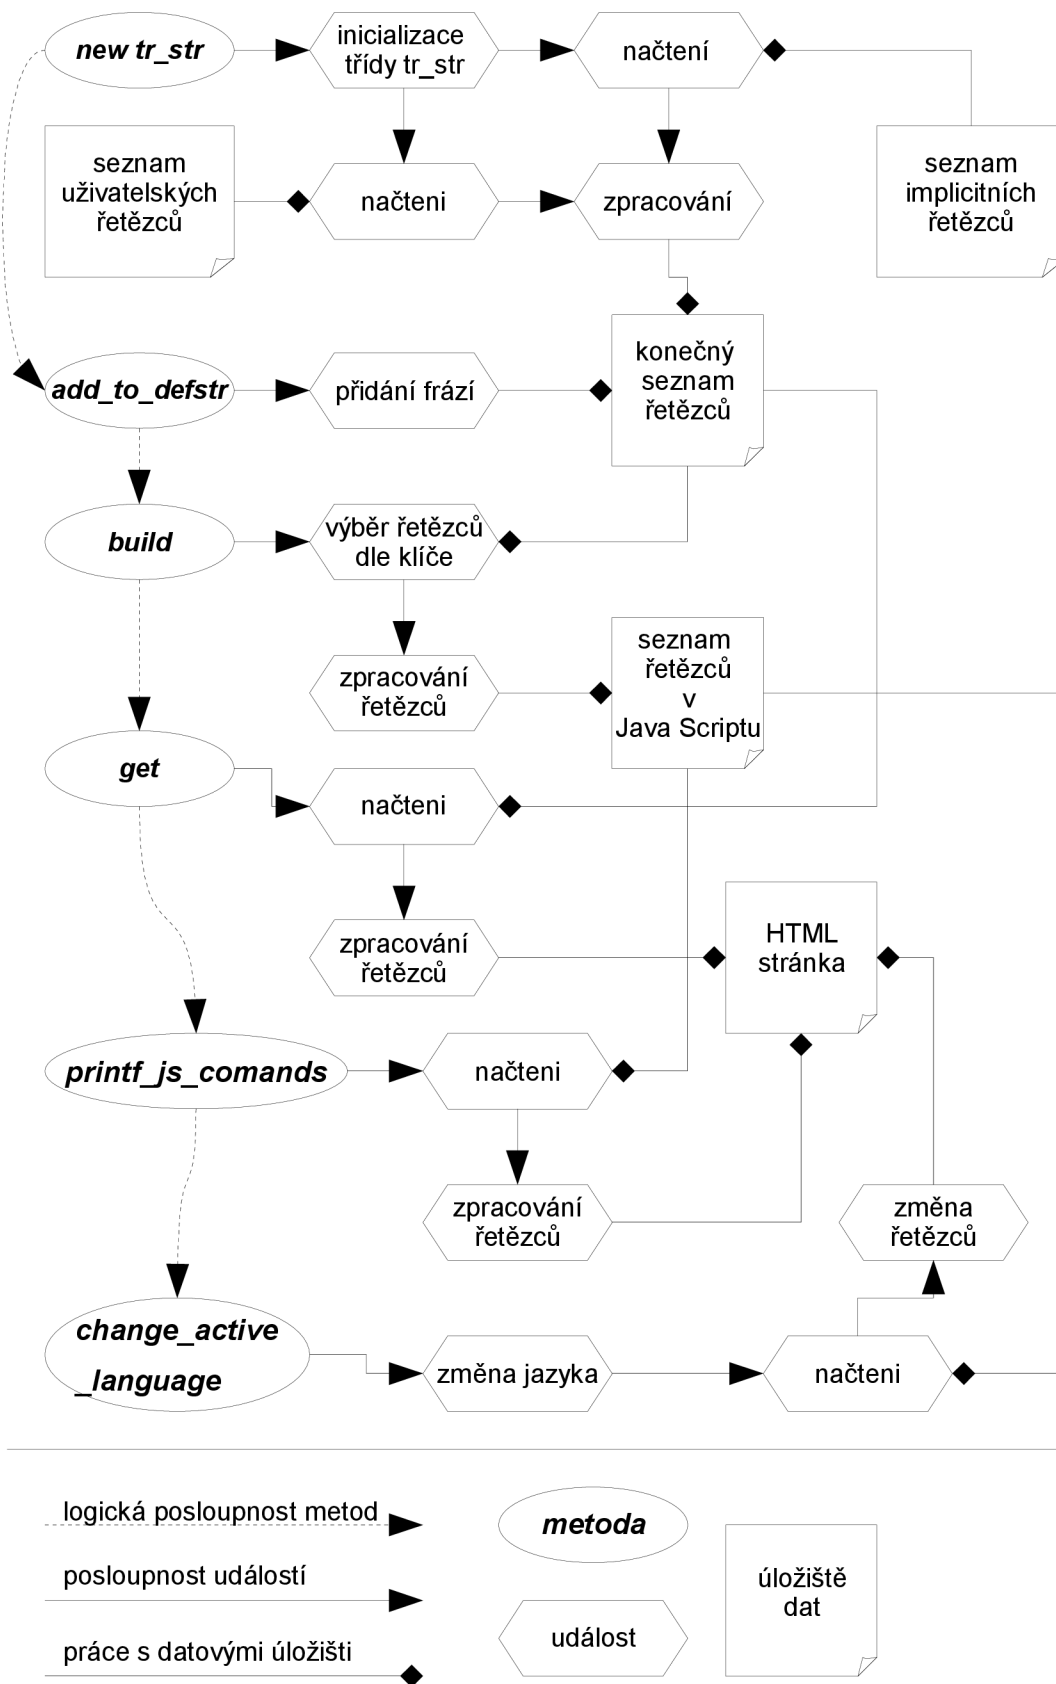 new tr_str
inicializace
třídy tr_str
načtení
seznam
uživatelských
řetězců
načteni
zpracování
seznam
implicitních
řetězců
konečný
seznam
řetězců
add_to_defstr
přidání frází
build
výběr řetězců
dle klíče
zpracování
řetězců
seznam
řetězců
v
Java Scriptu
get
načteni
zpracování
řetězců
HTML
stránka
printf_js_comands
načteni
zpracování
řetězců
změna
řetězců
change_active
_language
změna jazyka
načteni
logická posloupnost metod
metoda
posloupnost událostí
úložiště
dat
událost
práce s datovými úložišti